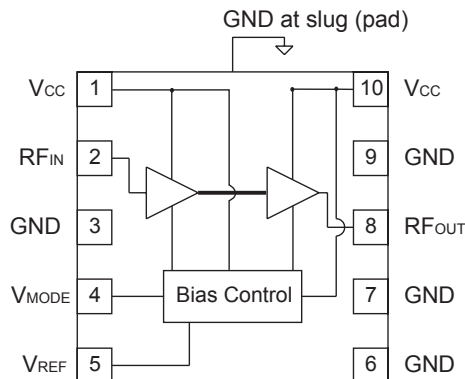 GND at slug (pad)
VCC 1 10 VCC
RFIN 2 9 GND
GND 3 8 RFOUT
VMODE 4 Bias Control 7 GND
VREF 5 6 GND